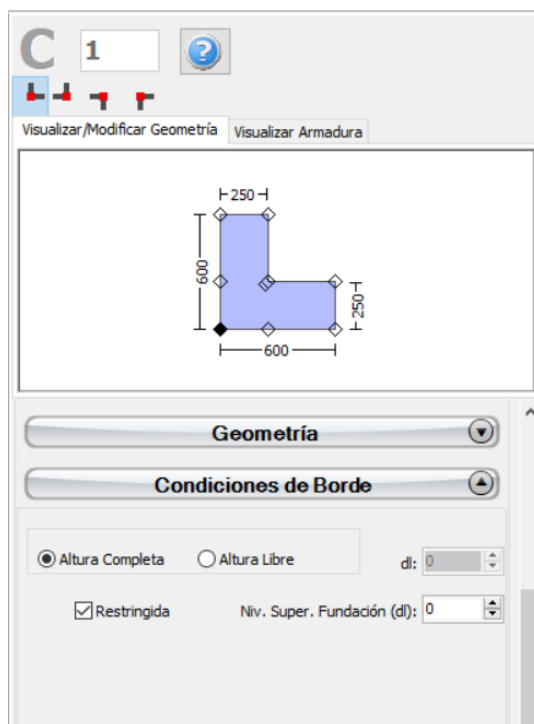 C 1
Visualizar/Modificar Geometría Visualizar Armadura
250
600
250
600
Geometría
Condiciones de Borde
Altura Completa Altura Libre dl: 0
Restringida Niv. Super. Fundación (dl): 0